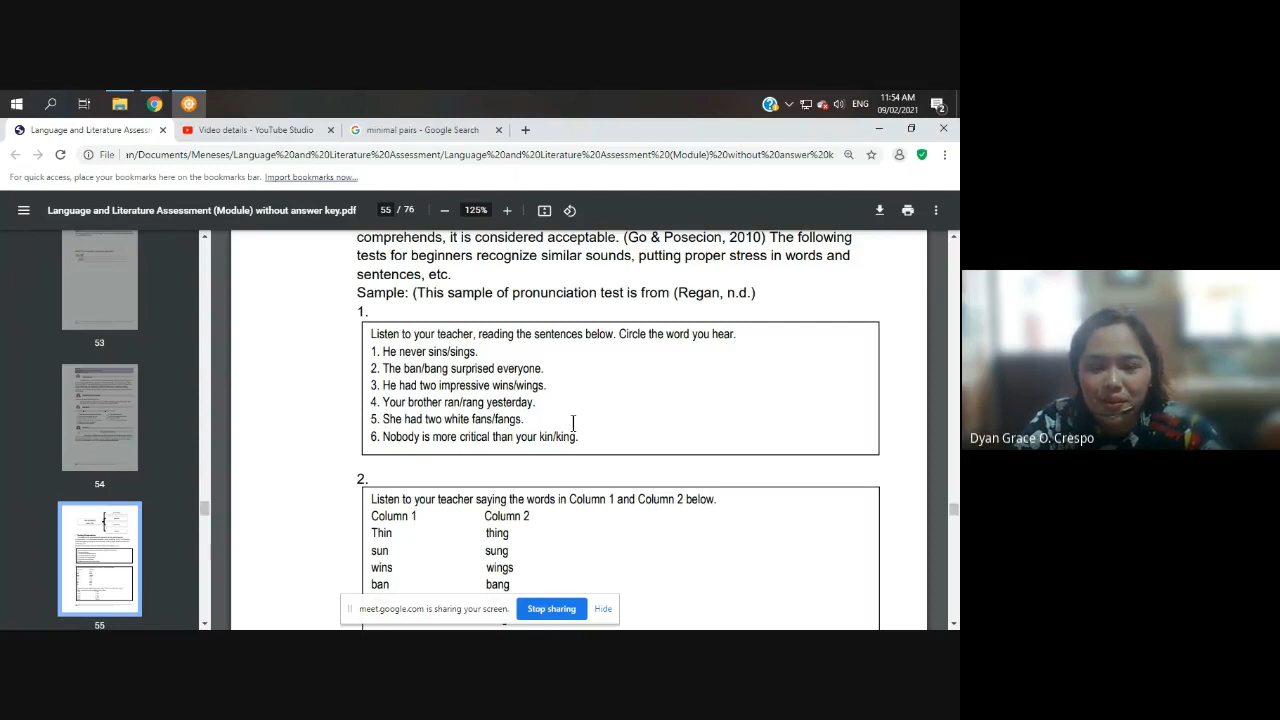 11:54 AM
ENG
09/02/2021
2
Language and Literature Assessm
Video details - YouTube Studio
minimal pairs - Google Search
File
ın/Documents/Meneses/Language%20and%20Literature%20Assessment/Language%20and%20Literature%20Assessment%20(Module)%20without%20answer%20k
For quick access, place your bookmarks here on the bookmarks bar. Import bookmarks now...
Language and Literature Assessment (Module) without answer key.pdf
55 / 76
125%
53
54
55
comprehends, it is considered acceptable. (Go & Posecion, 2010) The following
tests for beginners recognize similar sounds, putting proper stress in words and
sentences, etc.
Sample: (This sample of pronunciation test is from (Regan, n.d.)
1.
Listen to your teacher, reading the sentences below. Circle the word you hear.
1. He never sins/sings.
2. The ban/bang surprised everyone.
3. He had two impressive wins/wings.
4. Your brother ran/rang yesterday.
5. She had two white fans/fangs.
6. Nobody is more critical than your kin/king.
2.
Listen to your teacher saying the words in Column 1 and Column 2 below.
Column 1 Column 2
Thin thing
sun sung
wins wings
ban bang
meet.google.com is sharing your screen.
Stop sharing
Hide
Dyan Grace O. Crespo